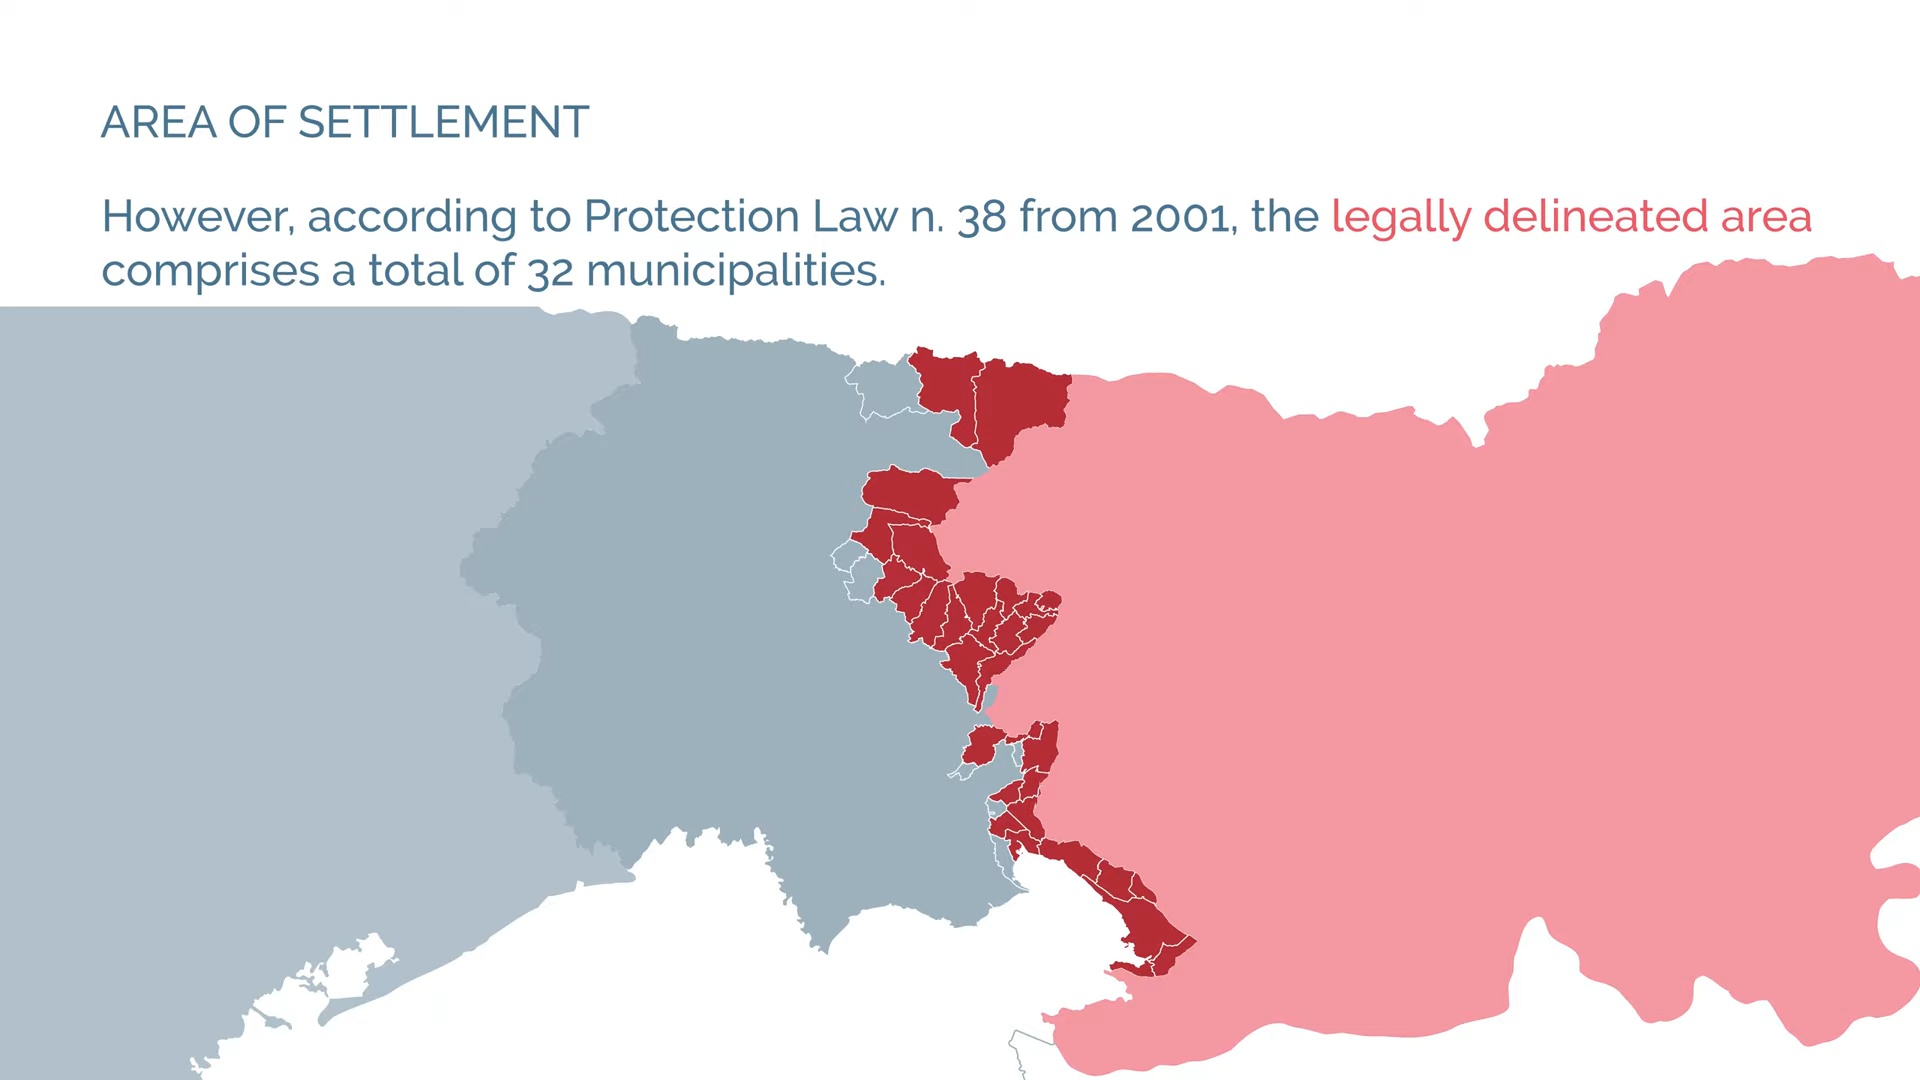 AREA OF SETTLEMENT
However, according to Protection Law n. 38 from 2001, the legally delineated area
comprises a total of 32 municipalities.